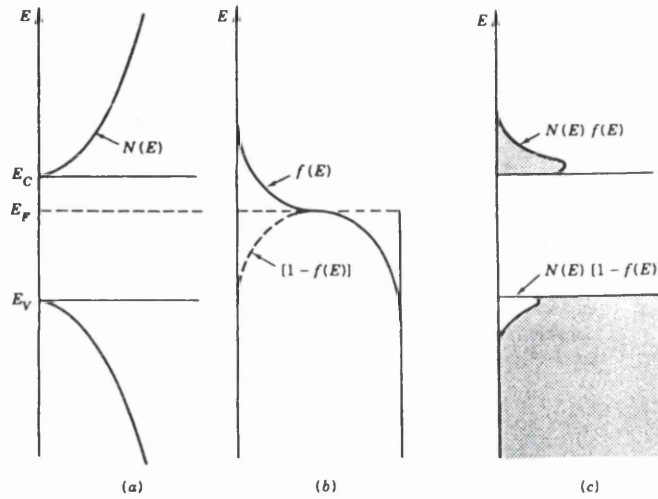 E
N(E)
E_C
E_F
E_V
(a)
E
f(E)
[1 − f(E)]
(b)
E
N(E) f(E)
N(E) [1 − f(E)
(c)